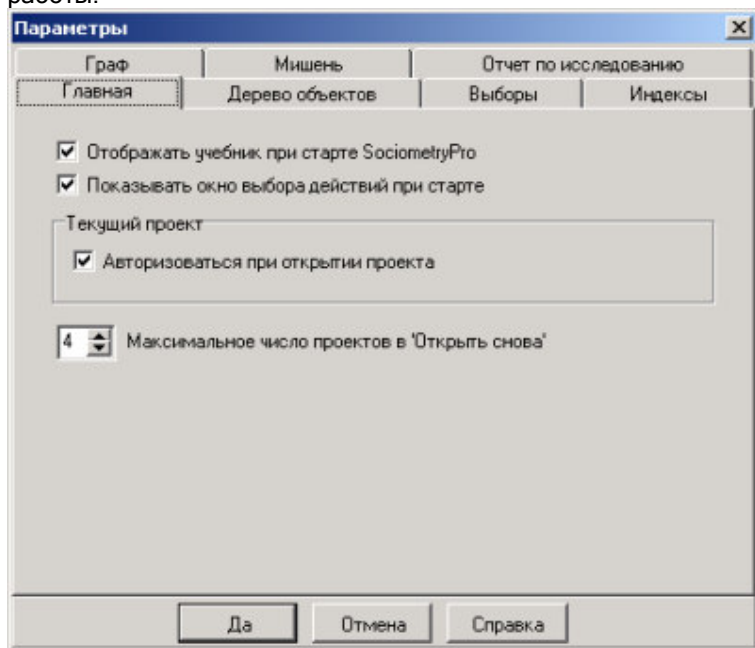 работы.
Параметры
Граф Мишень Отчет по исследованию
Главная Дерево объектов Выборы Индексы
Отображать учебник при старте SociometryPro
Показывать окно выбора действий при старте
Текущий проект
Авторизоваться при открытии проекта
4 Максимальное число проектов в 'Открыть снова'
Да Отмена Справка